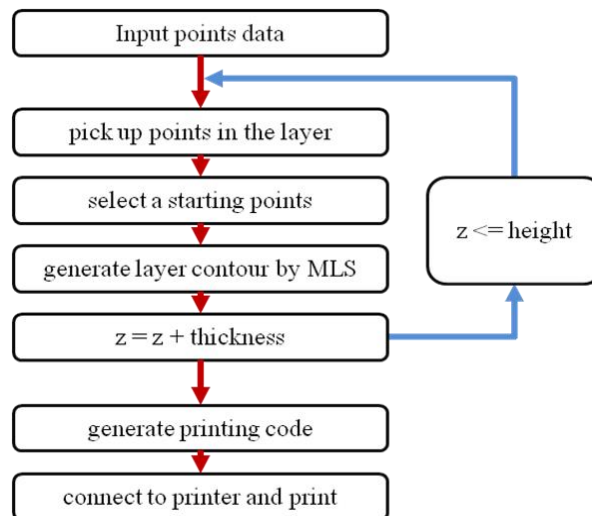 Input points data
pick up points in the layer
select a starting points
generate layer contour by MLS
z <= height
z = z + thickness
generate printing code
connect to printer and print